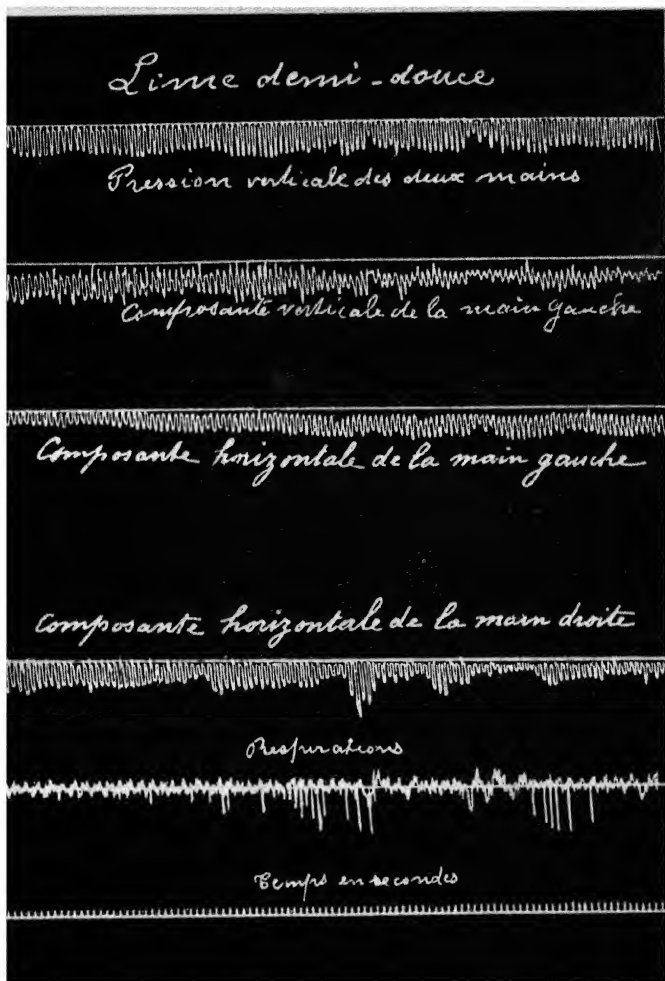 Lime demi-douce
Pression verticale des deux mains
Composante verticale de la main gauche
Composante horizontale de la main gauche
Composante horizontale de la main droite
Respirations
Temps en secondes